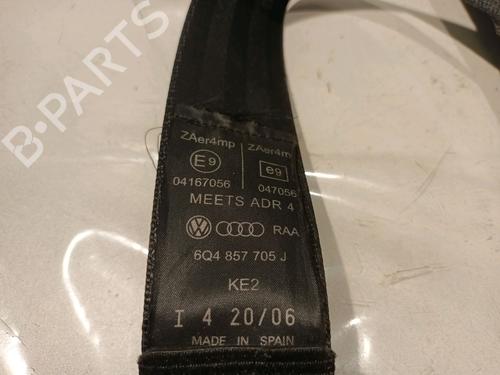 B-PARTS
ZAer4mp ZAer4m
E9 e9
04167056 047056
MEETS ADR 4
RAA
6Q4 857 705 J
KE2
I 4 20/06
MADE IN SPAIN